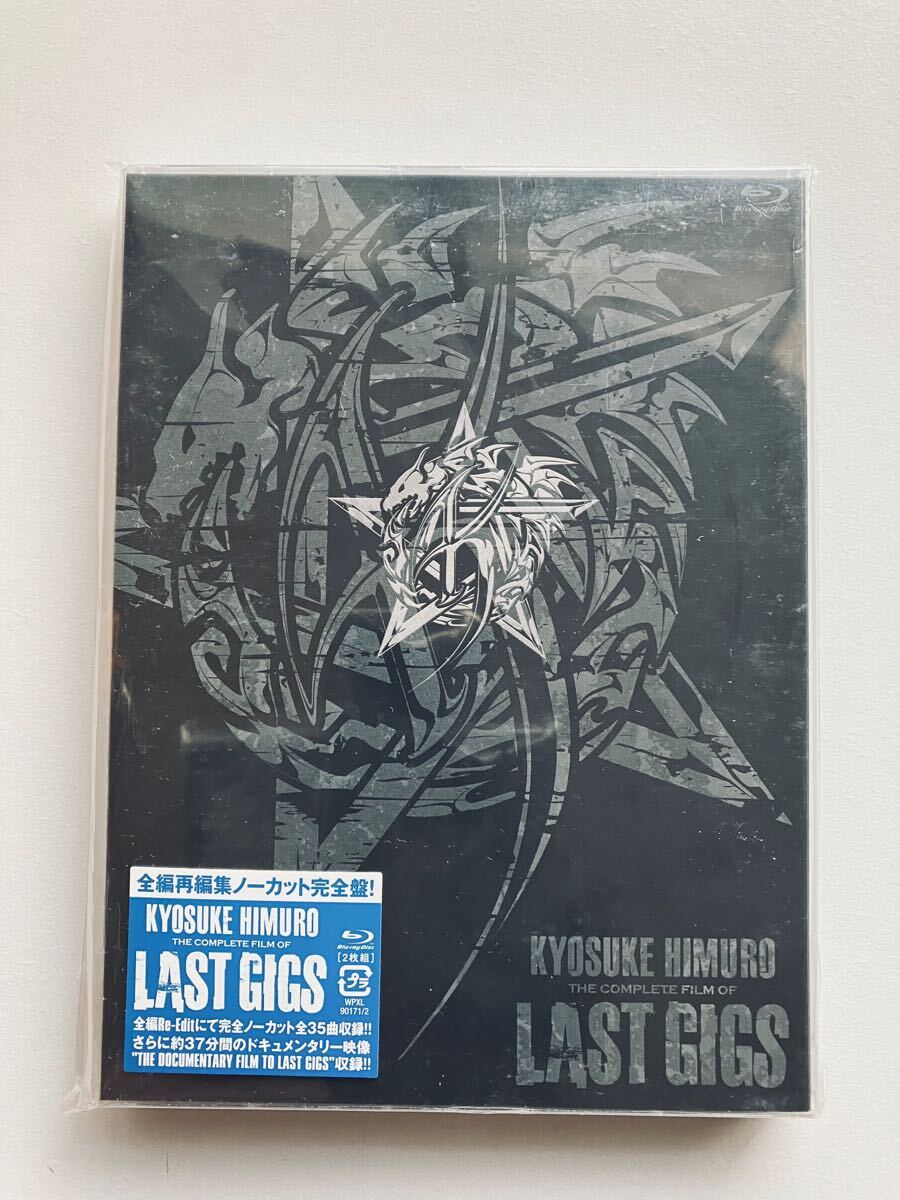 Blu-ray Disc
全編再編集ノーカット完全盤!
KYOSUKE HIMURO
THE COMPLETE FILM OF
LAST GIGS
Blu-ray Disc
[2枚組]
WPXL
90171/2
全編Re-Editにて完全ノーカット全35曲収録!!
さらに約37分間のドキュメンタリー映像
"THE DOCUMENTARY FILM TO LAST GIGS"収録!!
KYOSUKE HIMURO
THE COMPLETE FILM OF
LAST GIGS